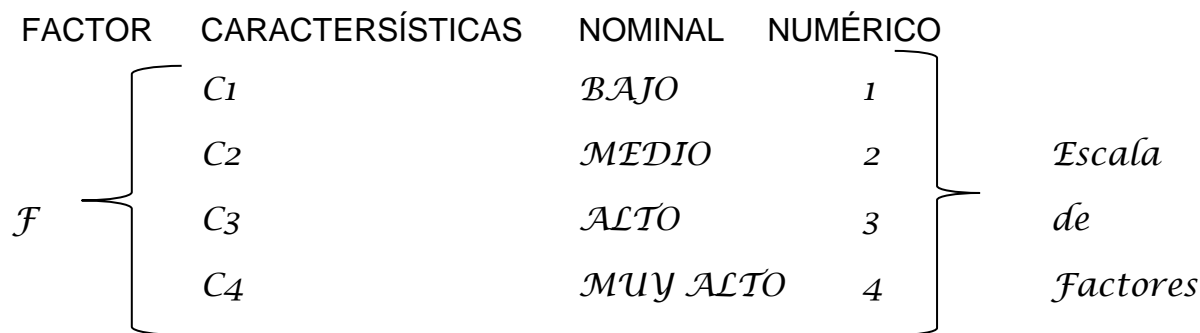 FACTOR CARACTERSÍSTICAS NOMINAL NUMÉRICO
C1 BAJO 1
C2 MEDIO 2 Escala
F C3 ALTO 3 de
C4 MUY ALTO 4 Factores